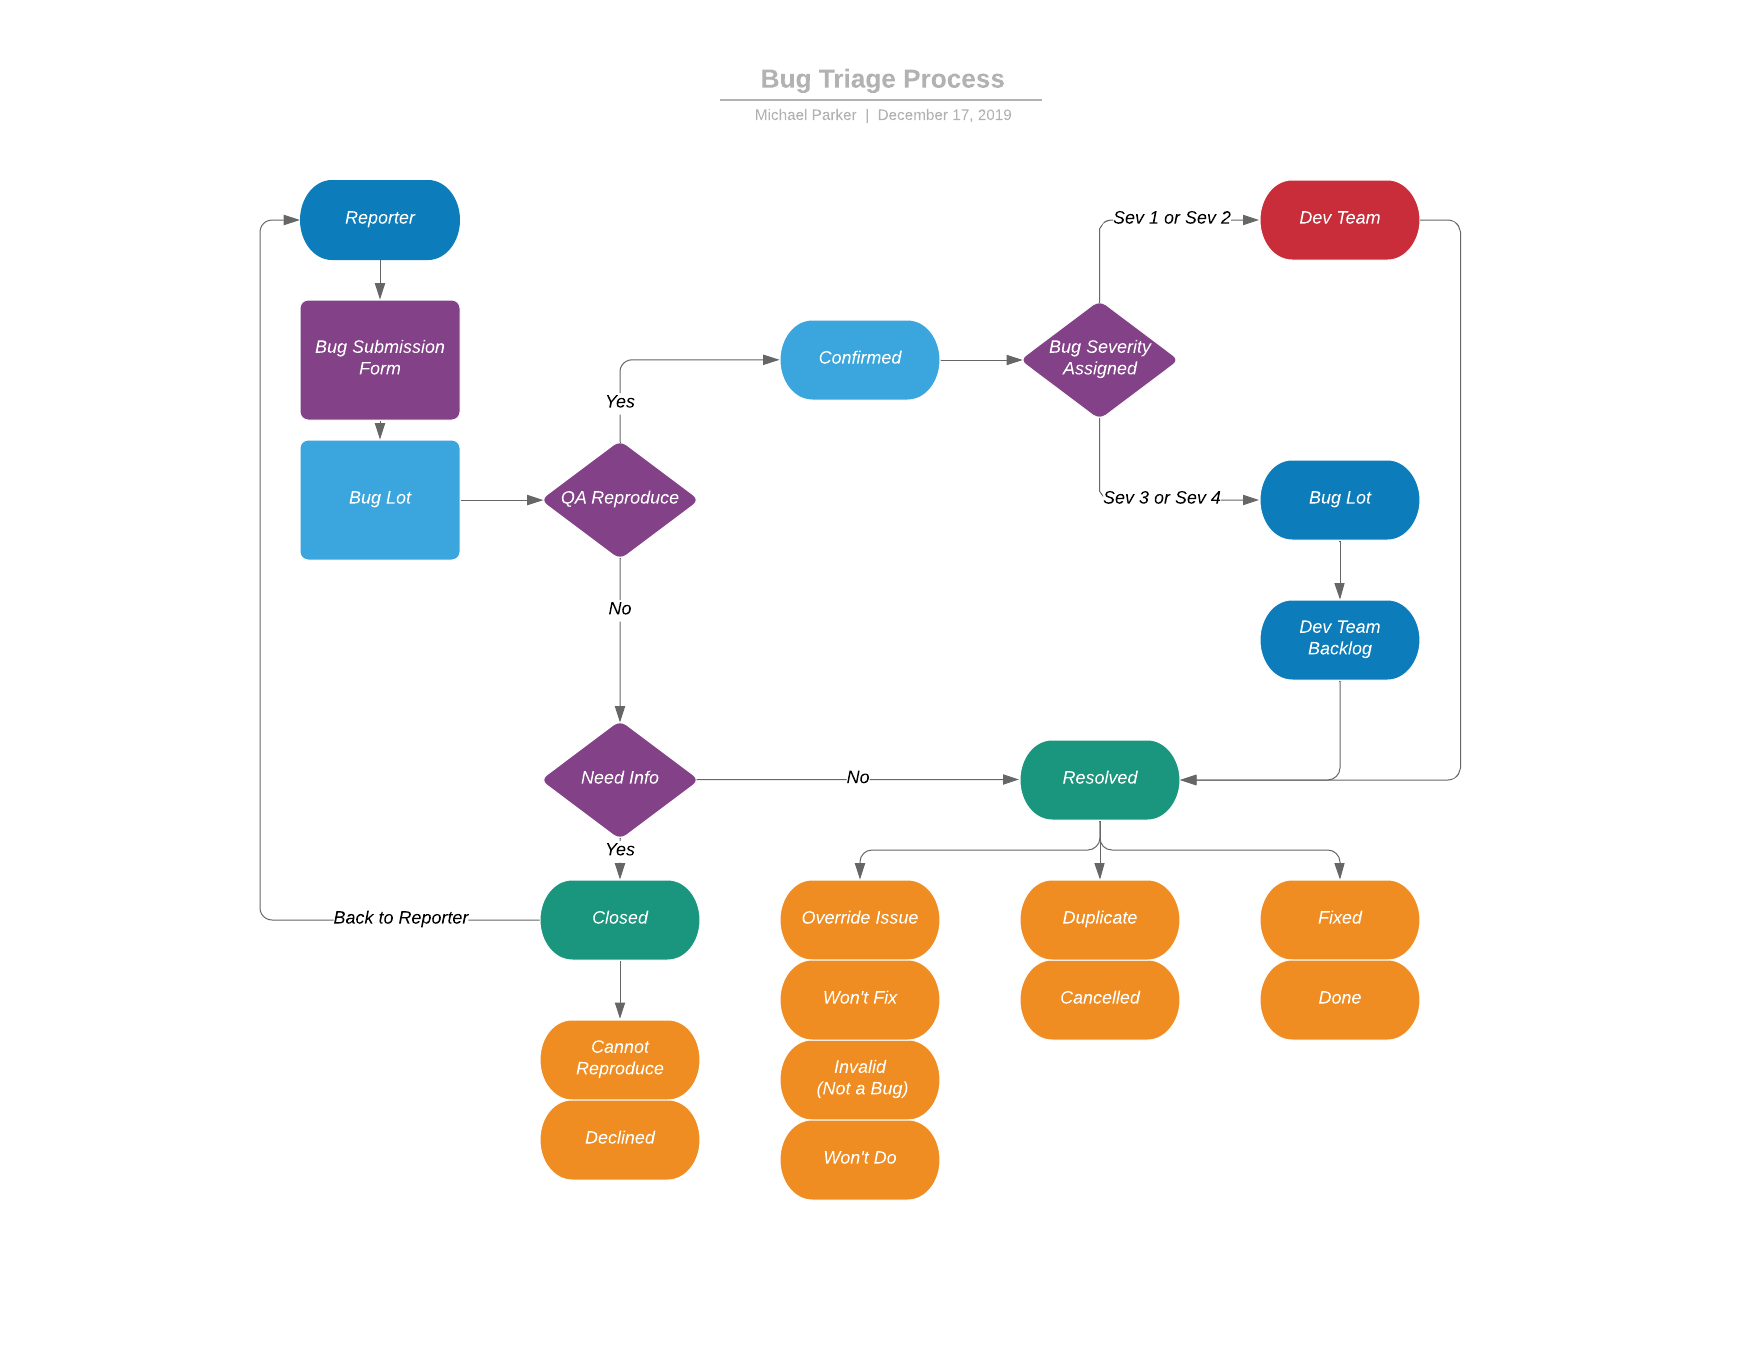 Bug Triage Process
Michael Parker | December 17, 2019
Reporter
Sev 1 or Sev 2
Dev Team
Bug Submission
Form
Yes
Confirmed
Bug Severity
Assigned
Bug Lot
QA Reproduce
Sev 3 or Sev 4
Bug Lot
No
Dev Team
Backlog
Need Info
No
Resolved
Yes
Back to Reporter
Closed
Override Issue
Duplicate
Fixed
Won't Fix
Cancelled
Done
Cannot
Reproduce
Invalid
(Not a Bug)
Declined
Won't Do